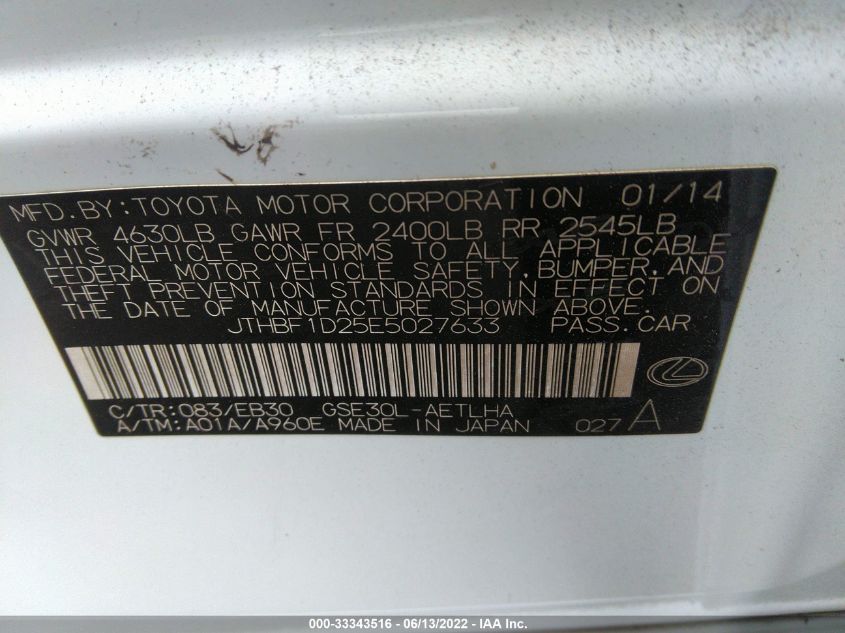 MFD.BY:TOYOTA MOTOR CORPORATION 01/14
GVWR 4630LB GAWR FR 2400LB RR 2545LB
THIS VEHICLE CONFORMS TO ALL APPLICABLE
FEDERAL MOTOR VEHICLE SAFETY,BUMPER,AND
THEFT PREVENTION STANDARDS IN EFFECT ON
THE DATE OF MANUFACTURE SHOWN ABOVE.
JTHBF1D25E5027633 PASS.CAR
C/TR:083/EB30 GSE30L-AETLHA
A/TM:A01A/A960E MADE IN JAPAN 027 A
000-33343516 - 06/13/2022 - IAA Inc.